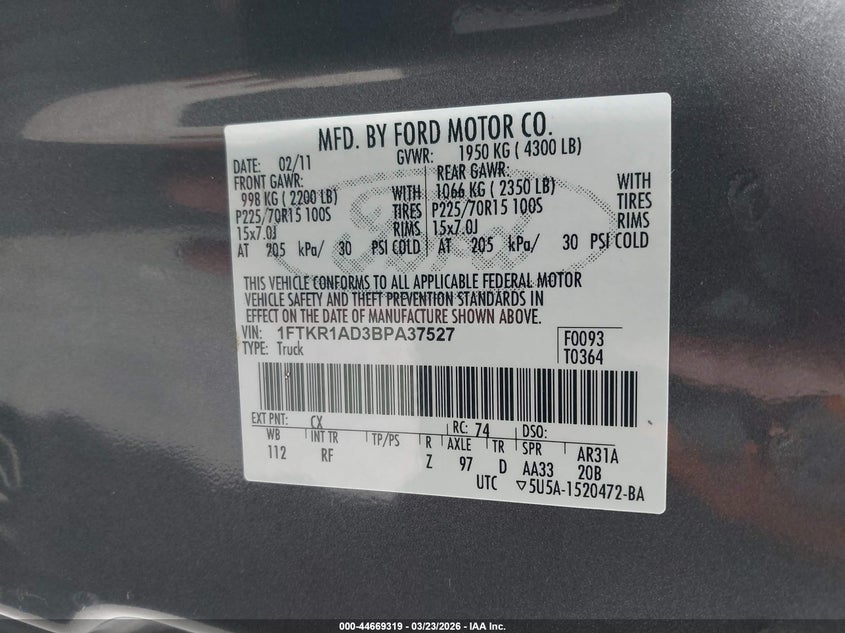 MFD. BY FORD MOTOR CO.
DATE: 02/11 GVWR: 1950 KG ( 4300 LB)
FRONT GAWR: REAR GAWR:
998 KG ( 2200 LB) WITH 1066 KG ( 2350 LB) WITH
P225/70R15 100S TIRES P225/70R15 100S TIRES
15x7.0J RIMS 15x7.0J RIMS
AT 205 kPa/ 30 PSI COLD AT 205 kPa/ 30 PSI COLD
THIS VEHICLE CONFORMS TO ALL APPLICABLE FEDERAL MOTOR
VEHICLE SAFETY AND THEFT PREVENTION STANDARDS IN
EFFECT ON THE DATE OF MANUFACTURE SHOWN ABOVE.
VIN: 1FTKR1AD3BPA37527
TYPE: Truck
F0093
T0364
EXT PNT: CX RC: 74 DSO:
WB INT TR TP/PS R AXLE TR SPR AR31A
112 RF Z 97 D AA33 20B
UTC ▽5U5A-1520472-BA
000-44669319 / 03/23/2026 - IAA Inc.